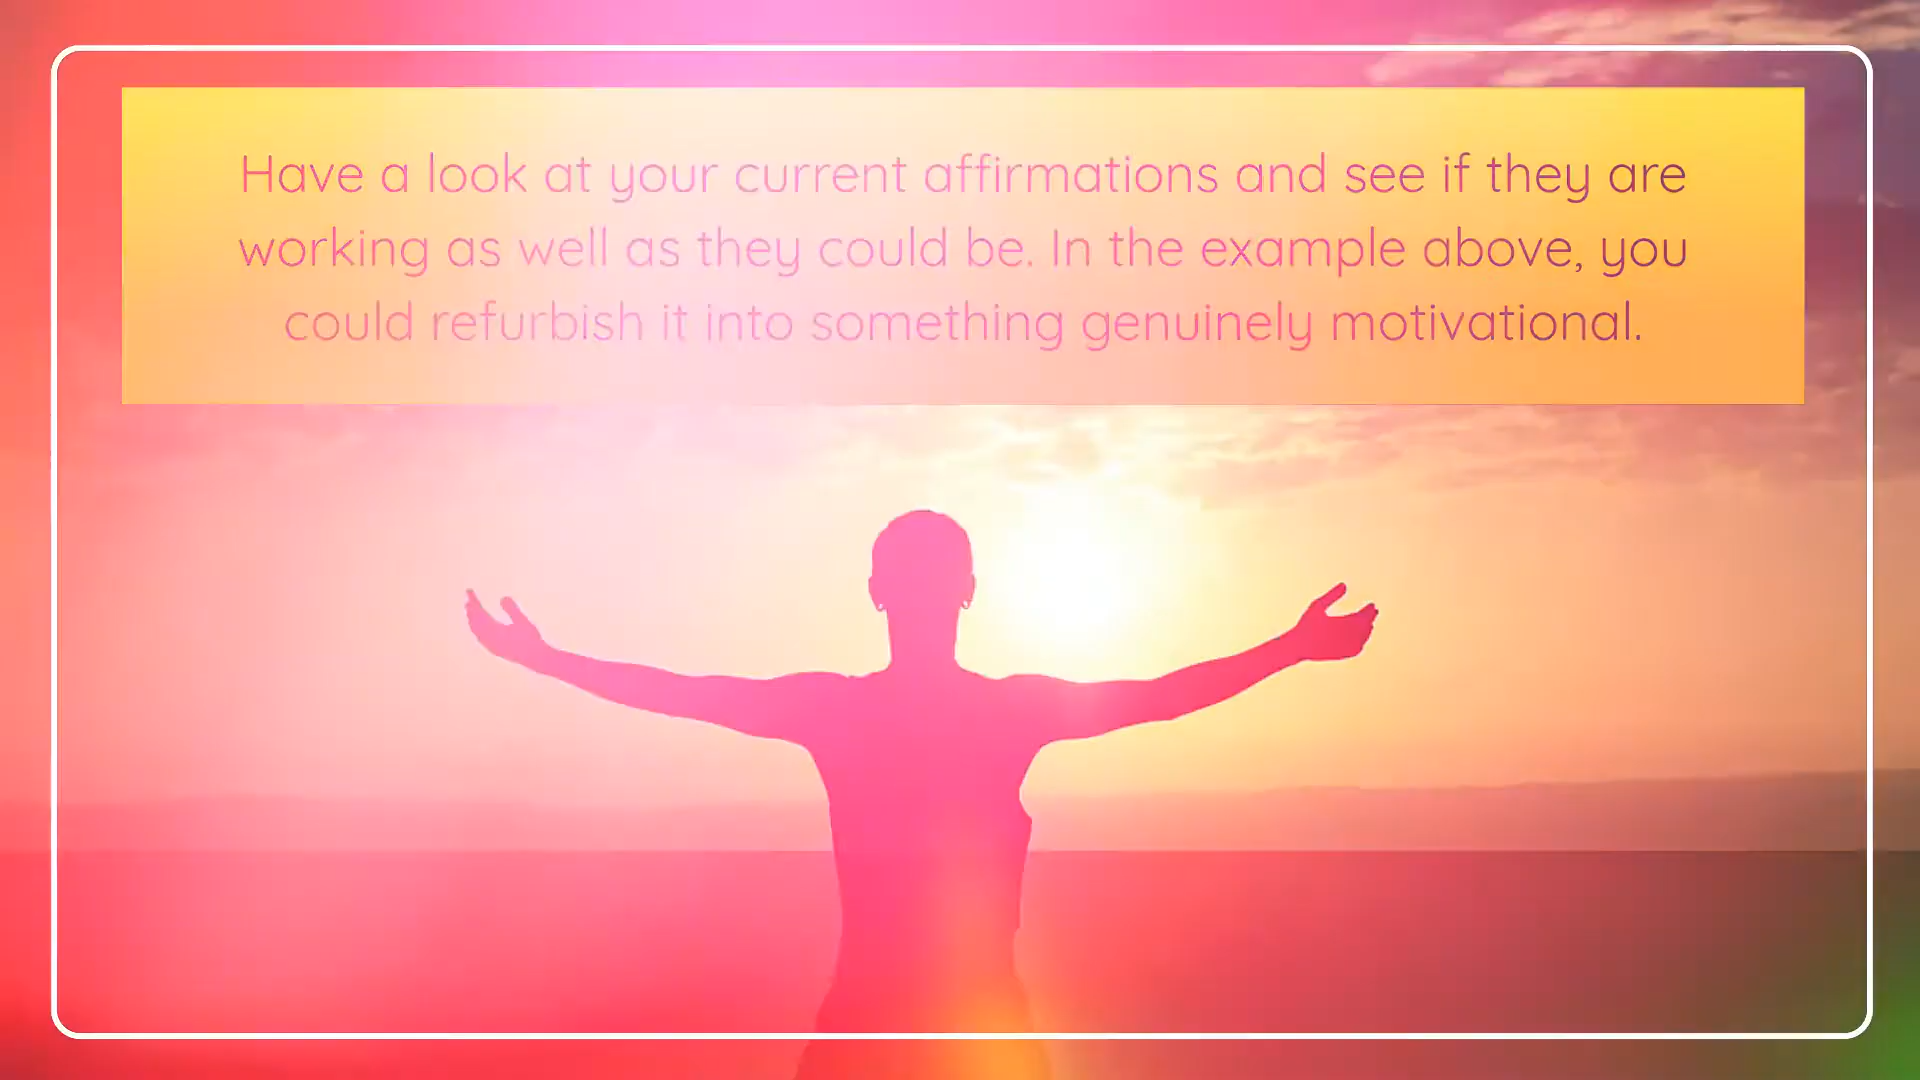 Have a look at your current affirmations and see if they are
working as well as they could be. In the example above, you
could refurbish it into something genuinely motivational.